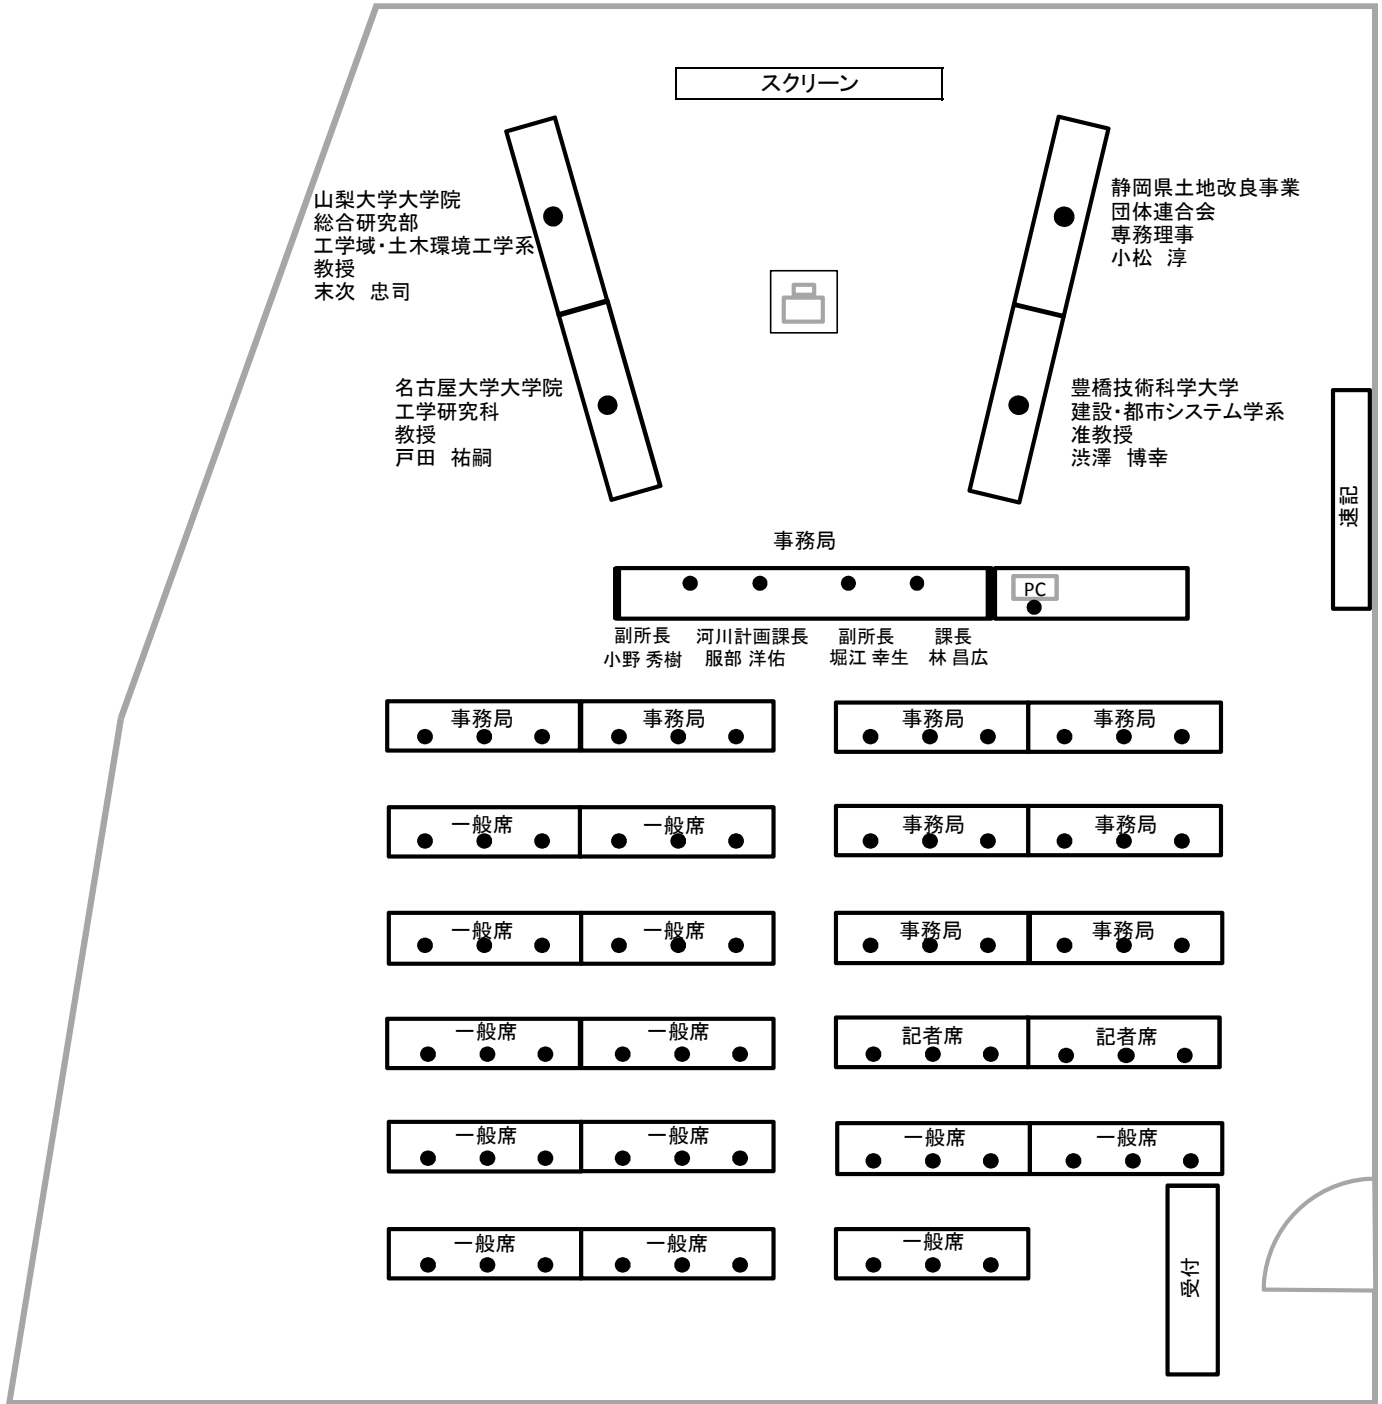 スクリーン
山梨大学大学院
総合研究部
工学域・土木環境工学系
教授
末次 忠司
静岡県土地改良事業
団体連合会
専務理事
小松 淳
名古屋大学大学院
工学研究科
教授
戸田 祐嗣
豊橋技術科学大学
建設・都市システム学系
准教授
渋澤 博幸
速記
事務局
PC
副所長
小野 秀樹
河川計画課長
服部 洋佑
副所長
堀江 幸生
課長
林 昌広
事務局 事務局 事務局 事務局
一般席 一般席 事務局 事務局
一般席 一般席 事務局 事務局
一般席 一般席 記者席 記者席
一般席 一般席 一般席 一般席
一般席 一般席 一般席
受付